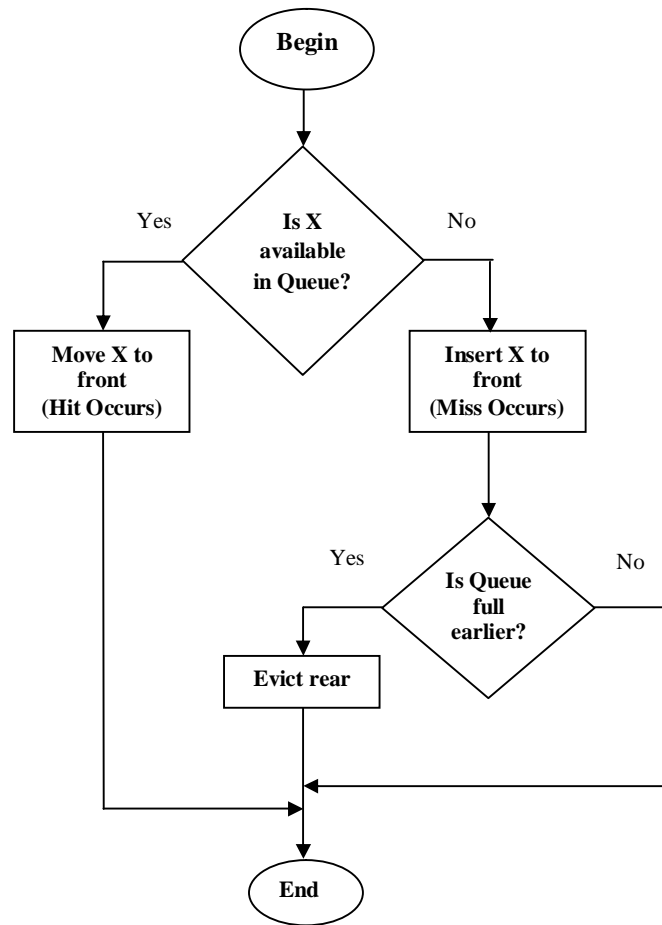 Begin
Yes
Is X
available
in Queue?
No
Move X to
front
(Hit Occurs)
Insert X to
front
(Miss Occurs)
Yes
Is Queue
full
earlier?
No
Evict rear
End